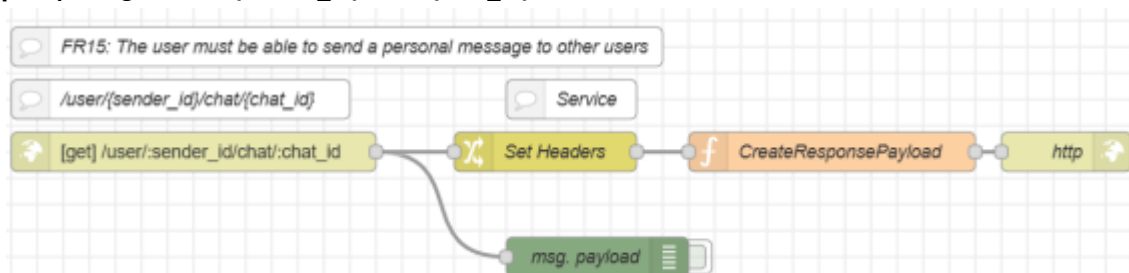 FR15: The user must be able to send a personal message to other users
/user/{sender_id}/chat/{chat_id}
Service
[get] /user/:sender_id/chat/:chat_id
Set Headers
f
CreateResponsePayload
http
msg. payload